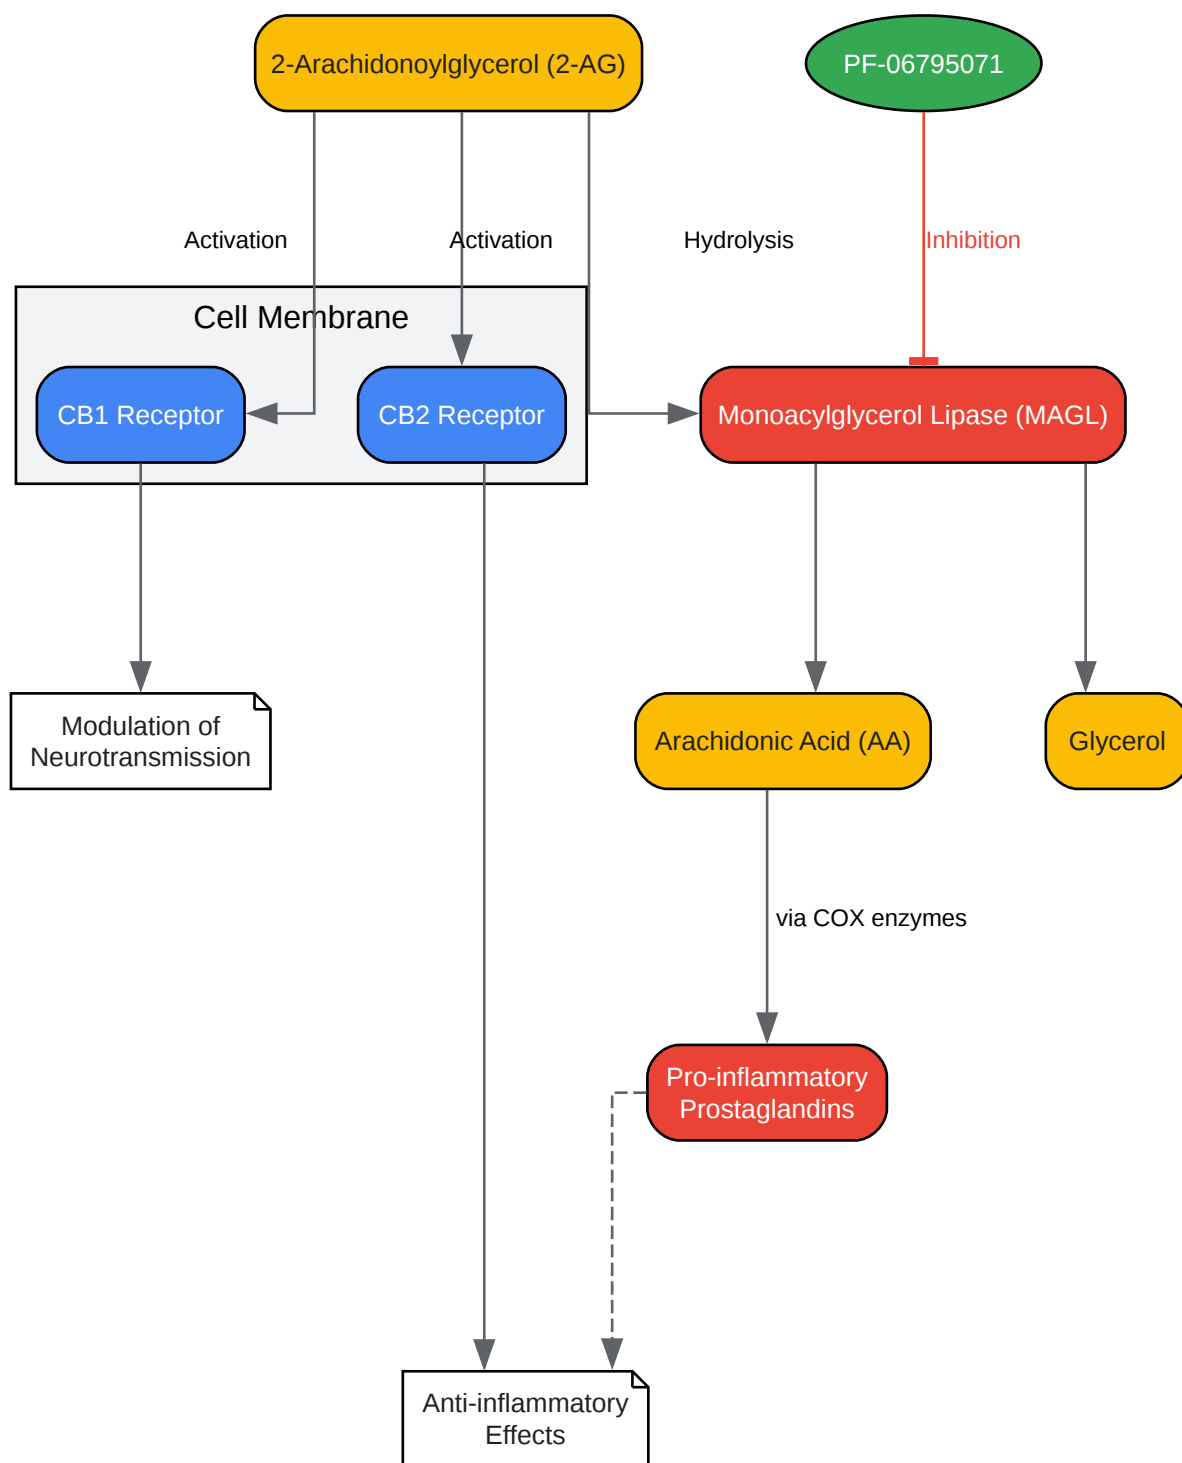 2-Arachidonoylglycerol (2-AG)
PF-06795071
Activation
Activation
Hydrolysis
Inhibition
Cell Membrane
CB1 Receptor
CB2 Receptor
Monoacylglycerol Lipase (MAGL)
Modulation of
Neurotransmission
Arachidonic Acid (AA)
Glycerol
via COX enzymes
Pro-inflammatory
Prostaglandins
Anti-inflammatory
Effects